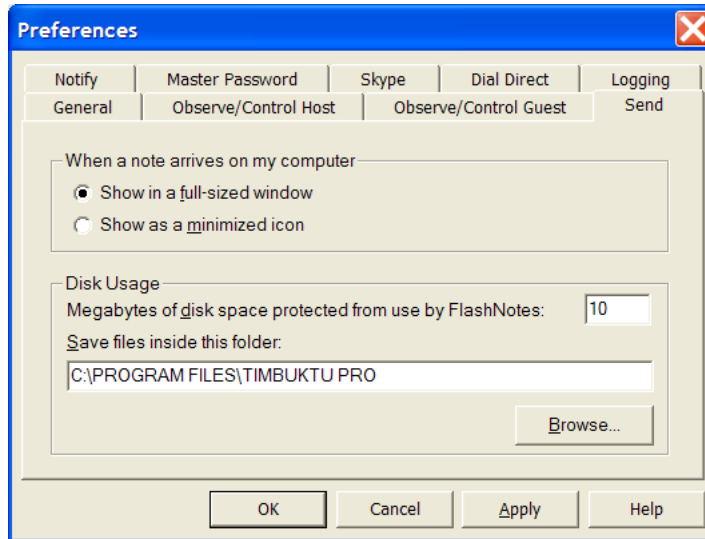 Preferences
Notify Master Password Skype Dial Direct Logging
General Observe/Control Host Observe/Control Guest Send
When a note arrives on my computer
Show in a full-sized window
Show as a minimized icon
Disk Usage
Megabytes of disk space protected from use by FlashNotes: 10
Save files inside this folder:
C:\PROGRAM FILES\TIMBUKTU PRO
Browse...
OK Cancel Apply Help